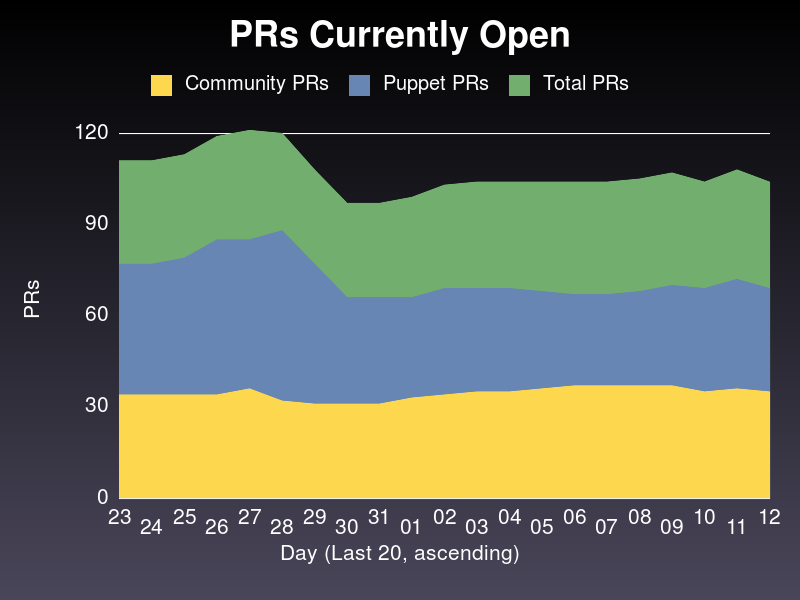 PRs Currently Open
Community PRs Puppet PRs Total PRs
120
90
60
30
0
PRs
23 24 25 26 27 28 29 30 31 01 02 03 04 05 06 07 08 09 10 11 12
Day (Last 20, ascending)